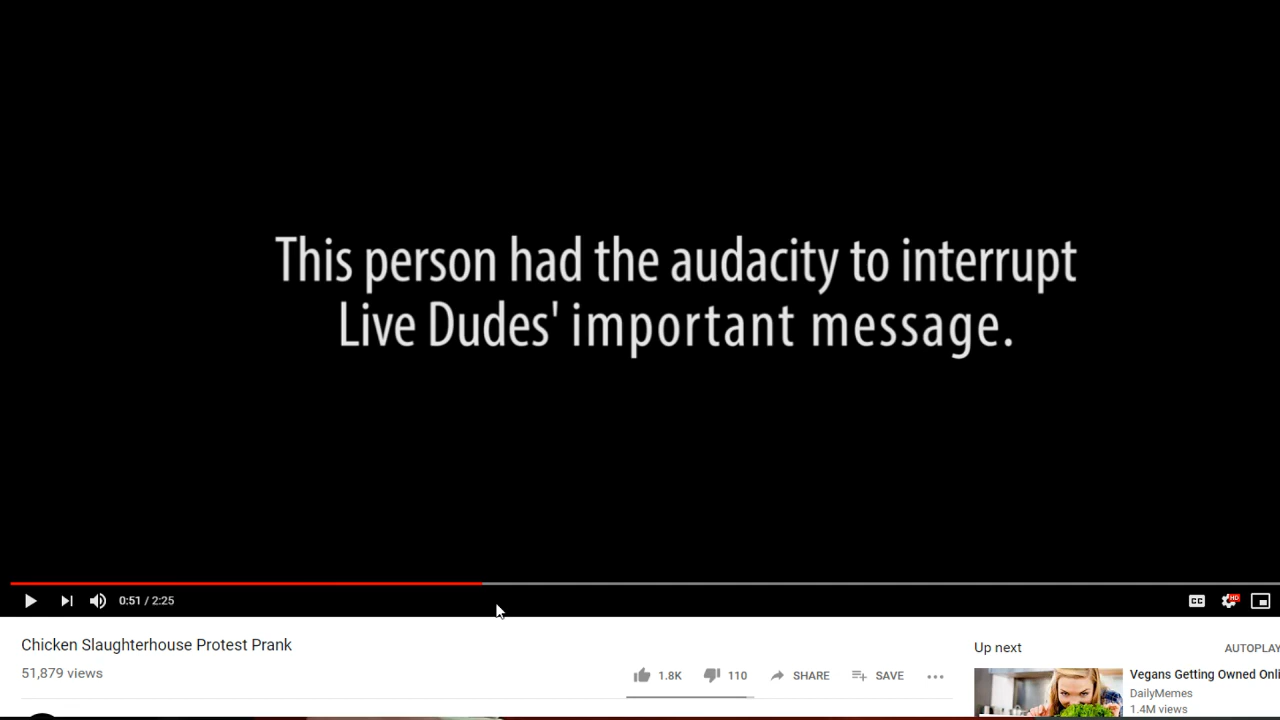 This person had the audacity to interrupt
Live Dudes' important message.
0:51 / 2:25
CC
HD
Chicken Slaughterhouse Protest Prank
51,879 views
1.8K
110
SHARE
SAVE
Up next
AUTOPLAY
Vegans Getting Owned Onli
DailyMemes
1.4M views